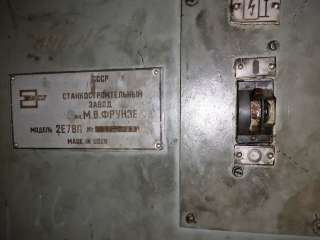 СССР
СТАНКОСТРОИТЕЛЬНЫЙ
ЗАВОД
им. М.В. ФРУНЗЕ
МОДЕЛЬ 2Е78П №
MADE IN USSR